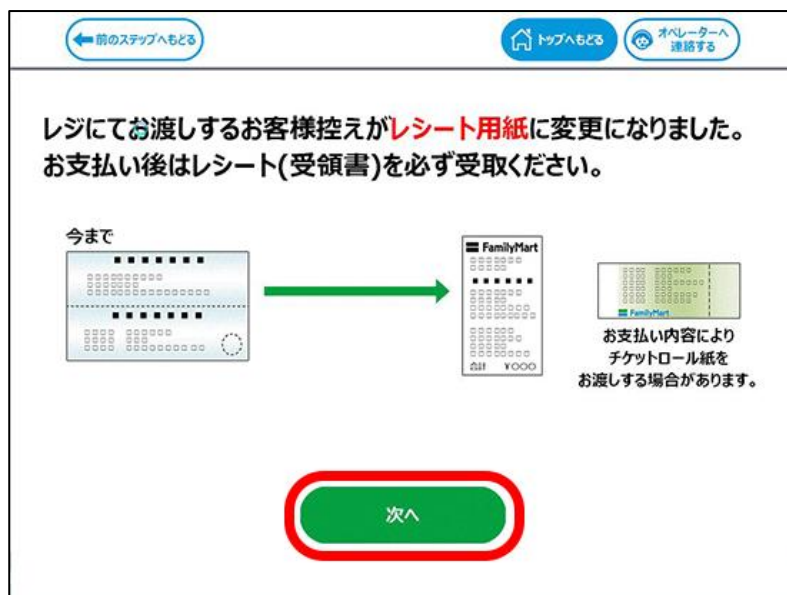 前のステップへもどる
トップへもどる
オペレーターへ
連絡する
レジにてお渡しするお客様控えがレシート用紙に変更になりました。
お支払い後はレシート(受領書)を必ず受取ください。
今まで
FamilyMart
合計 ¥〇〇〇
FamilyMart
お支払い内容により
チケットロール紙を
お渡しする場合があります。
次へ